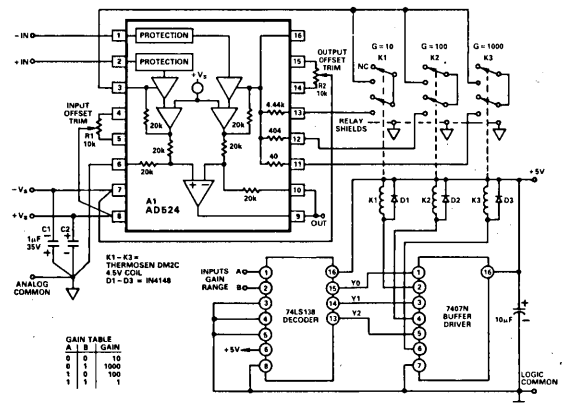 - IN
+ IN
1
PROTECTION
2
PROTECTION
3
+VS
20k
20k
INPUT
OFFSET
TRIM
R1
10k
4
5
6
20k
20k
20k
20k
-VS
7
+VS
8
A1
AD524
16
15
14
4.44k
13
404
12
40
11
10
9
OUT
OUTPUT
OFFSET
TRIM
R2
10k
G = 10
K1
G = 100
K2
G = 1000
K3
NC
RELAY
SHIELDS
+5V
K1
D1
K2
D2
K3
D3
C1
1µF
35V
C2
ANALOG
COMMON
K1 – K3 =
THERMOSEN DM2C
4.5V COIL
D1 – D3 = IN4148
INPUTS
GAIN
RANGE
A
B
1
2
3
4
5
6
8
+5V
74LS138
DECODER
16
15
14
13
Y0
Y1
Y2
1
2
3
4
5
6
7
7407N
BUFFER
DRIVER
16
10µF
LOGIC
COMMON
GAIN TABLE
A B GAIN
0 0 10
0 1 1000
1 0 100
1 1 1